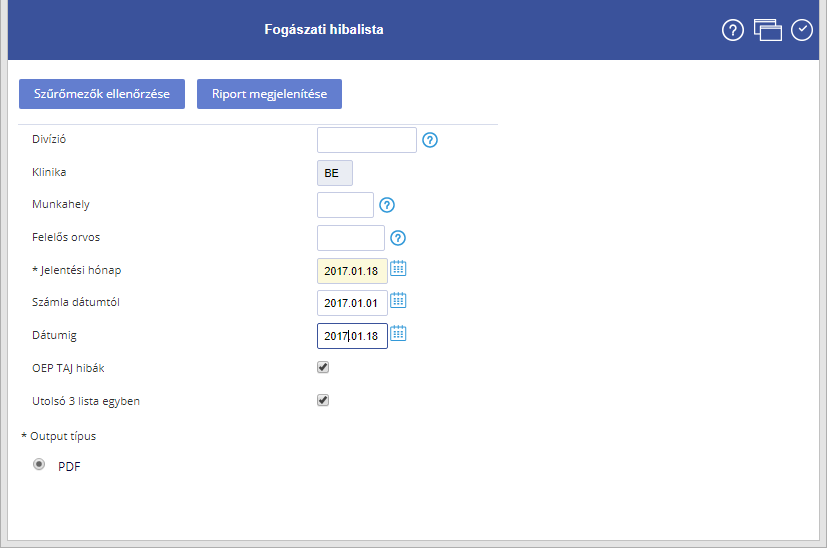 Fogászati hibalista
Szűrőmezők ellenőrzése
Riport megjelenítése
Divízió
Klinika BE
Munkahely
Felelős orvos
* Jelentési hónap 2017.01.18
Számla dátumtól 2017.01.01
Dátumig 2017.01.18
OEP TAJ hibák
Utolsó 3 lista egyben
* Output típus
PDF